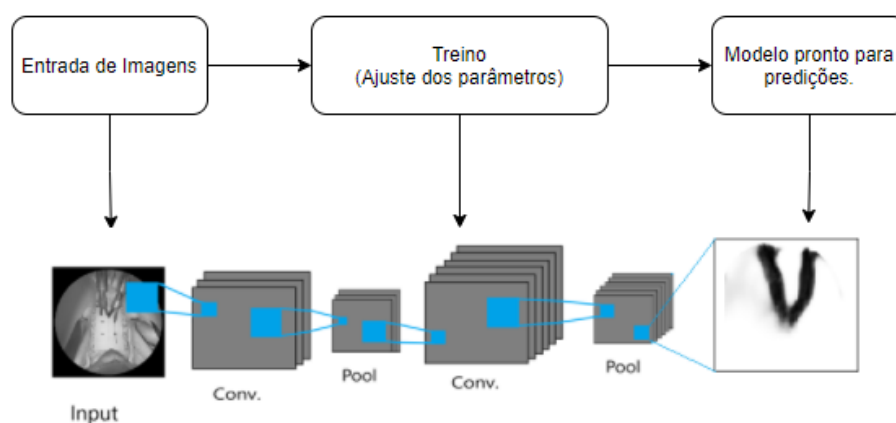 Entrada de Imagens
Treino
(Ajuste dos parâmetros)
Modelo pronto para
predições.
Input
Conv.
Pool
Conv.
Pool